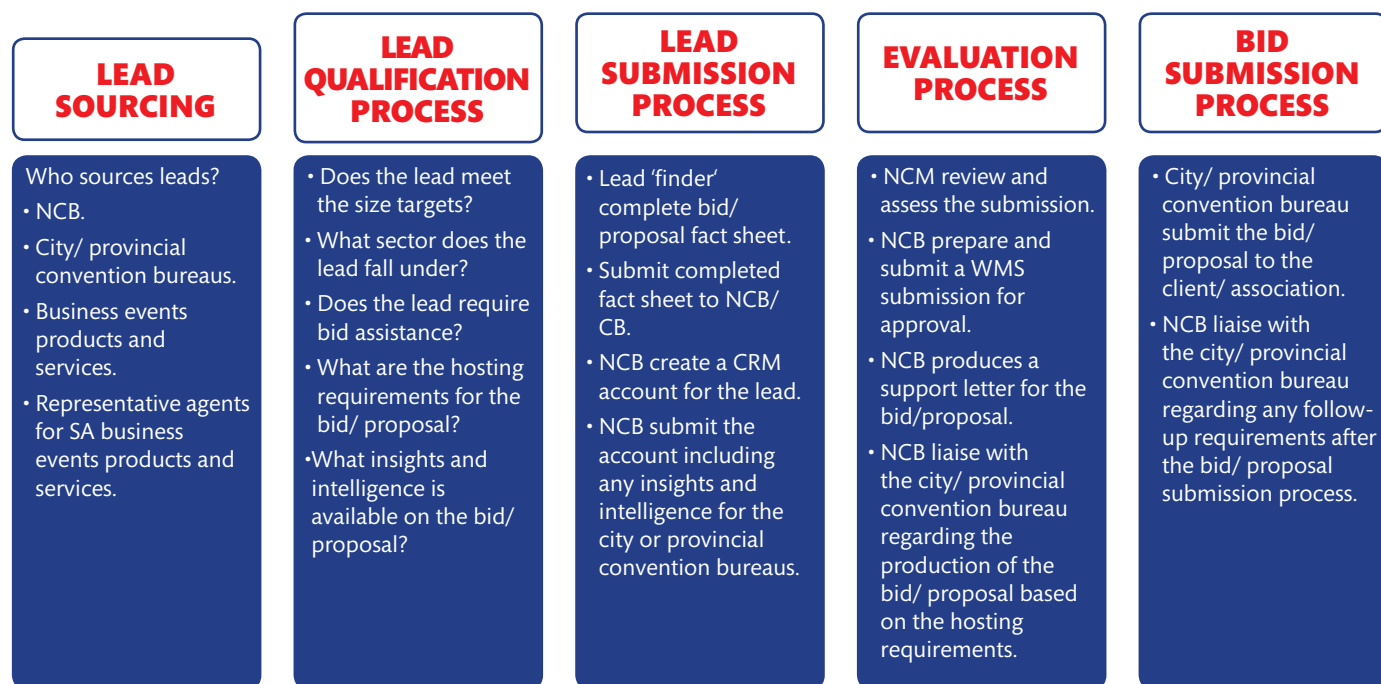 LEAD
SOURCING
Who sources leads?
• NCB.
• City/ provincial
convention bureaus.
• Business events
products and
services.
• Representative agents
for SA business
events products and
services.
LEAD
QUALIFICATION
PROCESS
• Does the lead meet
the size targets?
• What sector does the
lead fall under?
• Does the lead require
bid assistance?
• What are the hosting
requirements for the
bid/ proposal?
•What insights and
intelligence is
available on the bid/
proposal?
LEAD
SUBMISSION
PROCESS
• Lead ‘finder‘
complete bid/
proposal fact sheet.
• Submit completed
fact sheet to NCB/
CB.
• NCB create a CRM
account for the lead.
• NCB submit the
account including
any insights and
intelligence for the
city or provincial
convention bureaus.
EVALUATION
PROCESS
• NCM review and
assess the submission.
• NCB prepare and
submit a WMS
submission for
approval.
• NCB produces a
support letter for the
bid/proposal.
• NCB liaise with
the city/ provincial
convention bureau
regarding the
production of the
bid/ proposal based
on the hosting
requirements.
BID
SUBMISSION
PROCESS
• City/ provincial
convention bureau
submit the bid/
proposal to the
client/ association.
• NCB liaise with
the city/ provincial
convention bureau
regarding any follow-
up requirements after
the bid/ proposal
submission process.